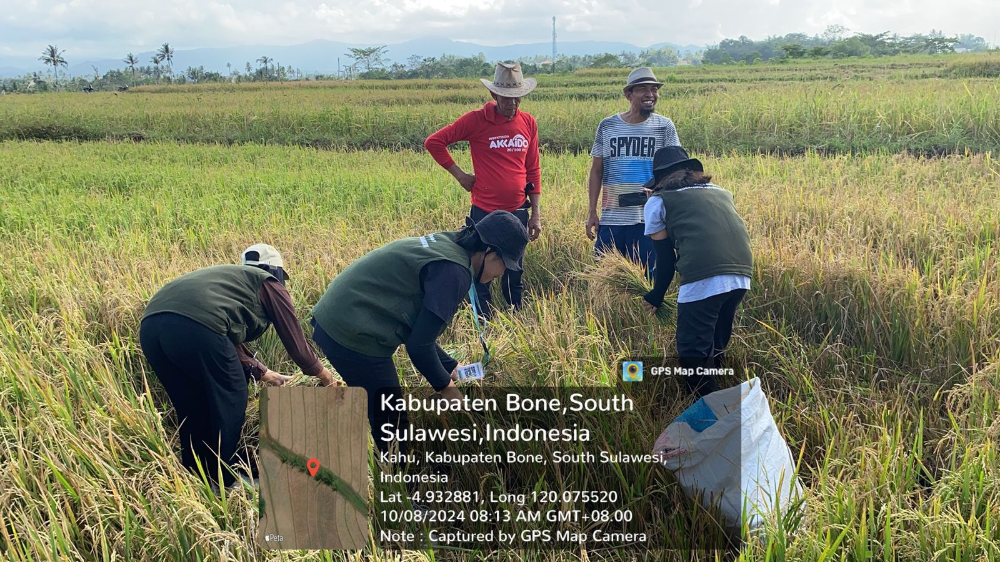 INSEKTISIDA
AKKAIDO
20/100 EC
SPYDER
SURFBOARD COMPANY
GPS Map Camera
Kabupaten Bone,South
Sulawesi,Indonesia
Kahu, Kabupaten Bone, South Sulawesi,
Indonesia
Lat -4.932881, Long 120.075520
10/08/2024 08:13 AM GMT+08.00
Note : Captured by GPS Map Camera
Peta